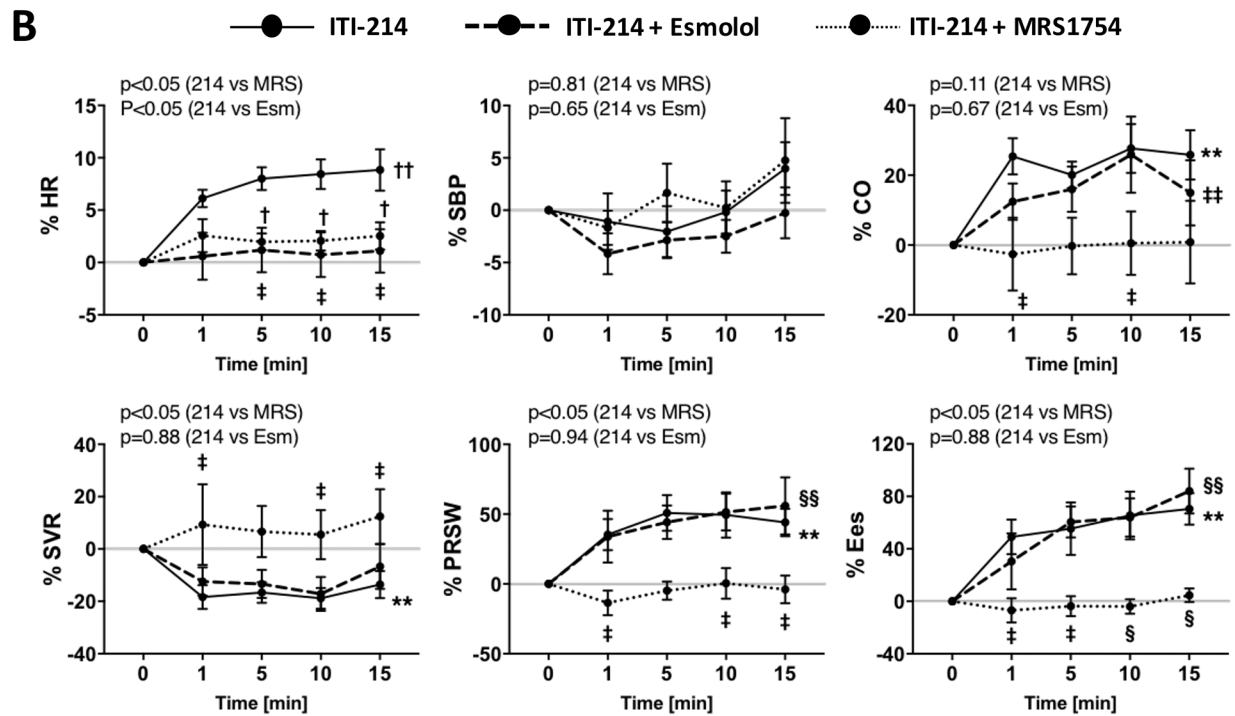 B
ITI-214 ITI-214 + Esmolol ITI-214 + MRS1754
p<0.05 (214 vs MRS)
P<0.05 (214 vs Esm)
% HR
15
10
5
0
-5
††
†
†
†
‡
‡
‡
0 1 5 10 15
Time [min]
p=0.81 (214 vs MRS)
p=0.65 (214 vs Esm)
% SBP
10
5
0
-5
-10
0 1 5 10 15
Time [min]
p=0.11 (214 vs MRS)
p=0.67 (214 vs Esm)
% CO
40
20
0
-20
**
‡‡
‡
‡
0 1 5 10 15
Time [min]
p<0.05 (214 vs MRS)
p=0.88 (214 vs Esm)
% SVR
40
20
0
-20
-40
‡
‡
‡
**
0 1 5 10 15
Time [min]
p<0.05 (214 vs MRS)
p=0.94 (214 vs Esm)
% PRSW
100
50
0
-50
§§
**
‡
‡
‡
0 1 5 10 15
Time [min]
p<0.05 (214 vs MRS)
p=0.88 (214 vs Esm)
% Ees
120
80
40
0
-40
§§
**
‡
‡
§
§
0 1 5 10 15
Time [min]